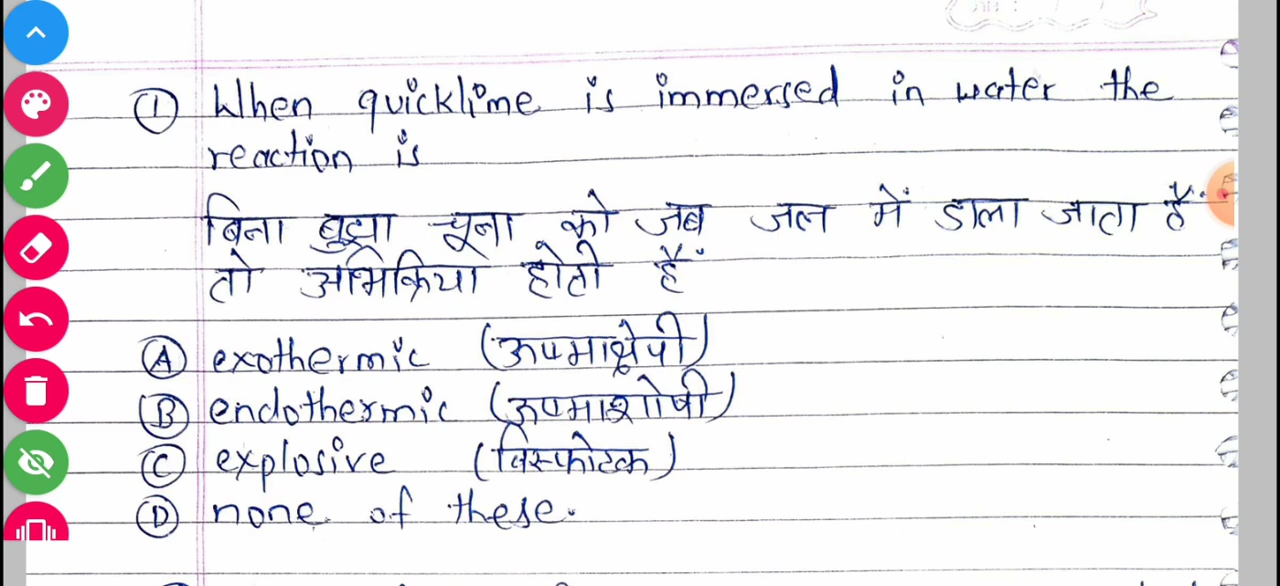 ① When quicklime is immersed in water the
reaction is
बिना बुझा चूना को जब जल में डाला जाता है
तो अभिक्रिया होती हैं
Ⓐ exothermic (ऊष्माक्षेपी)
Ⓑ endothermic (ऊष्माशोषी)
Ⓒ explosive (विस्फोटक)
Ⓓ none of these.